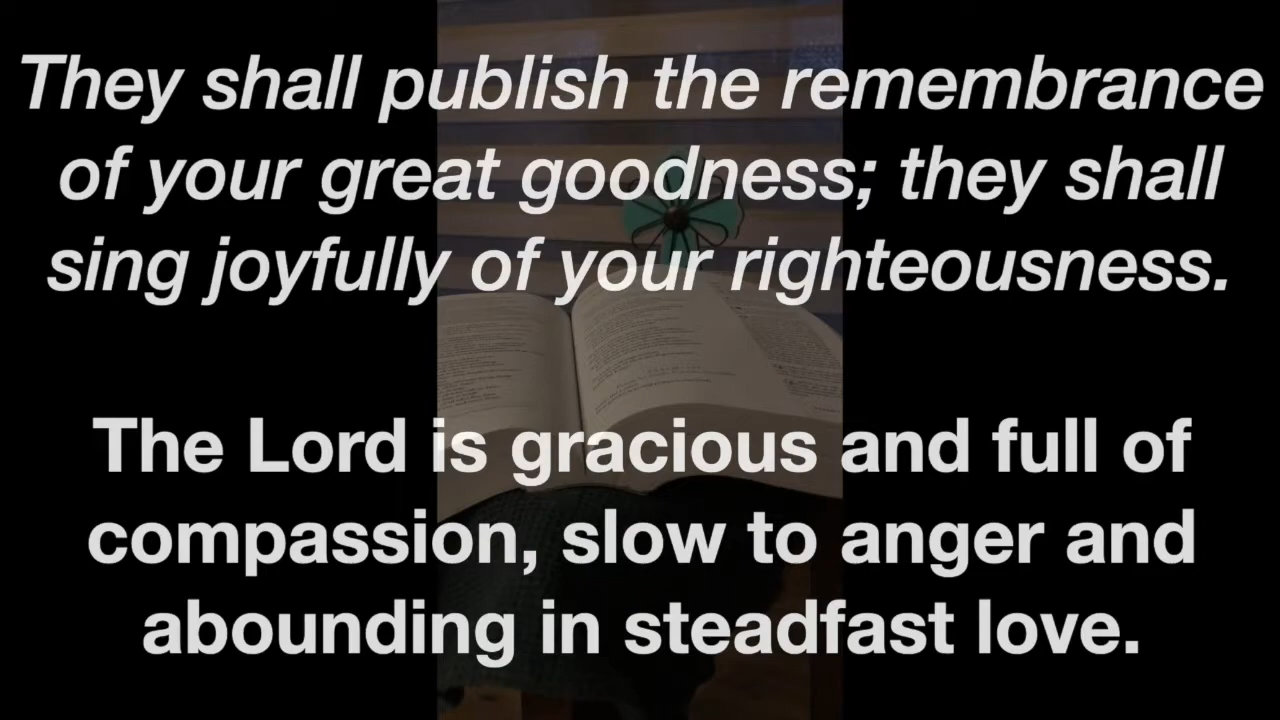 They shall publish the remembrance
of your great goodness; they shall
sing joyfully of your righteousness.
The Lord is gracious and full of
compassion, slow to anger and
abounding in steadfast love.